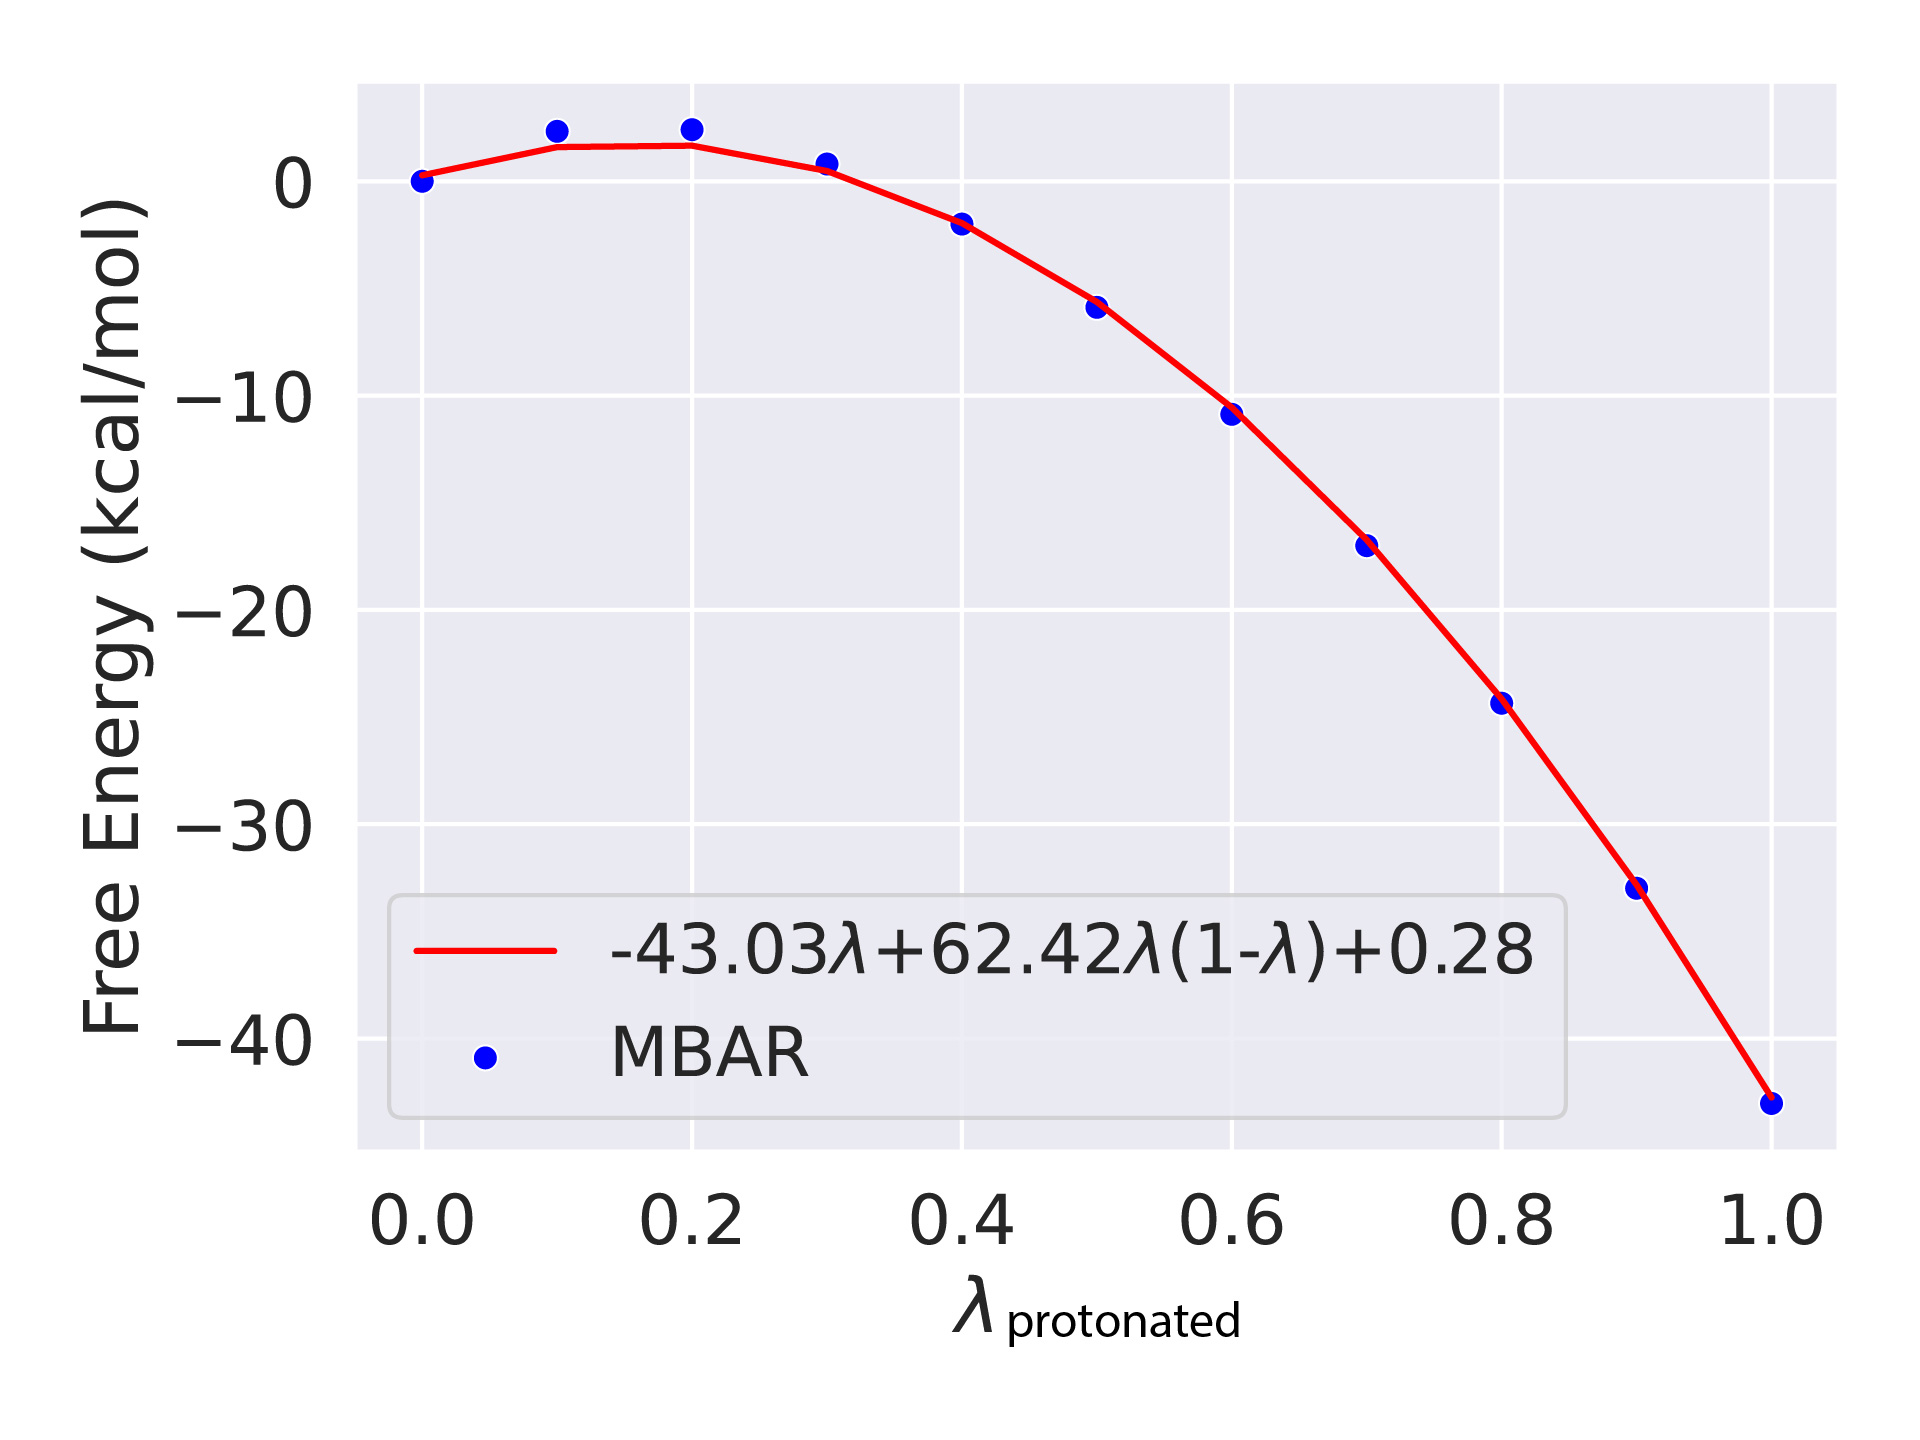 Free Energy (kcal/mol)
0
−10
−20
−30
−40
-43.03λ+62.42λ(1-λ)+0.28
MBAR
0.0 0.2 0.4 0.6 0.8 1.0
λ protonated